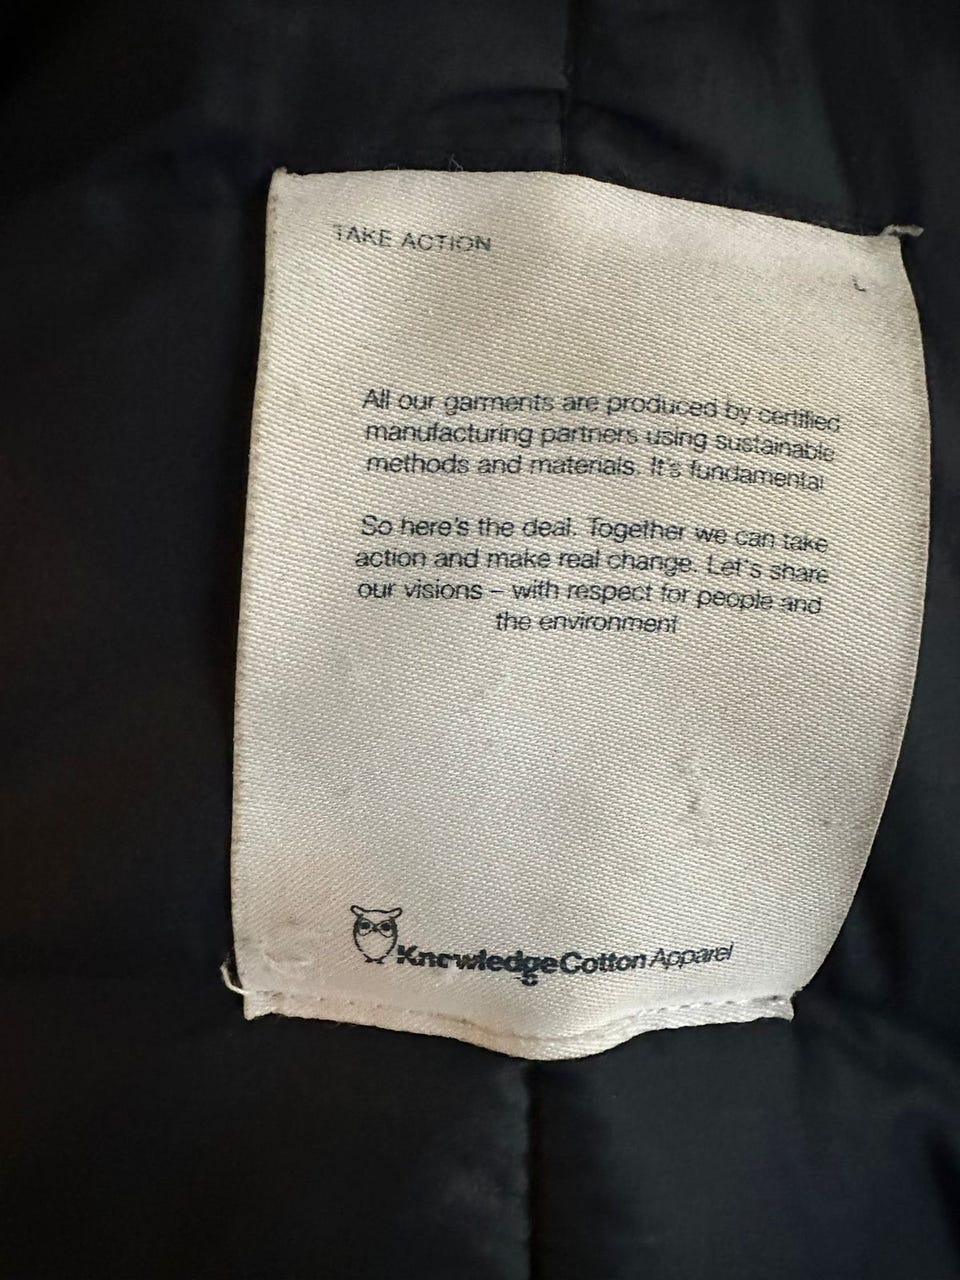 TAKE ACTION
L
All our garments are produced by certified
manufacturing partners using sustainable
methods and materials. It's fundamental
So here's the deal. Together we can take
action and make real change. Let's share
our visions – with respect for people and
the environment
KnowledgeCotton Apparel